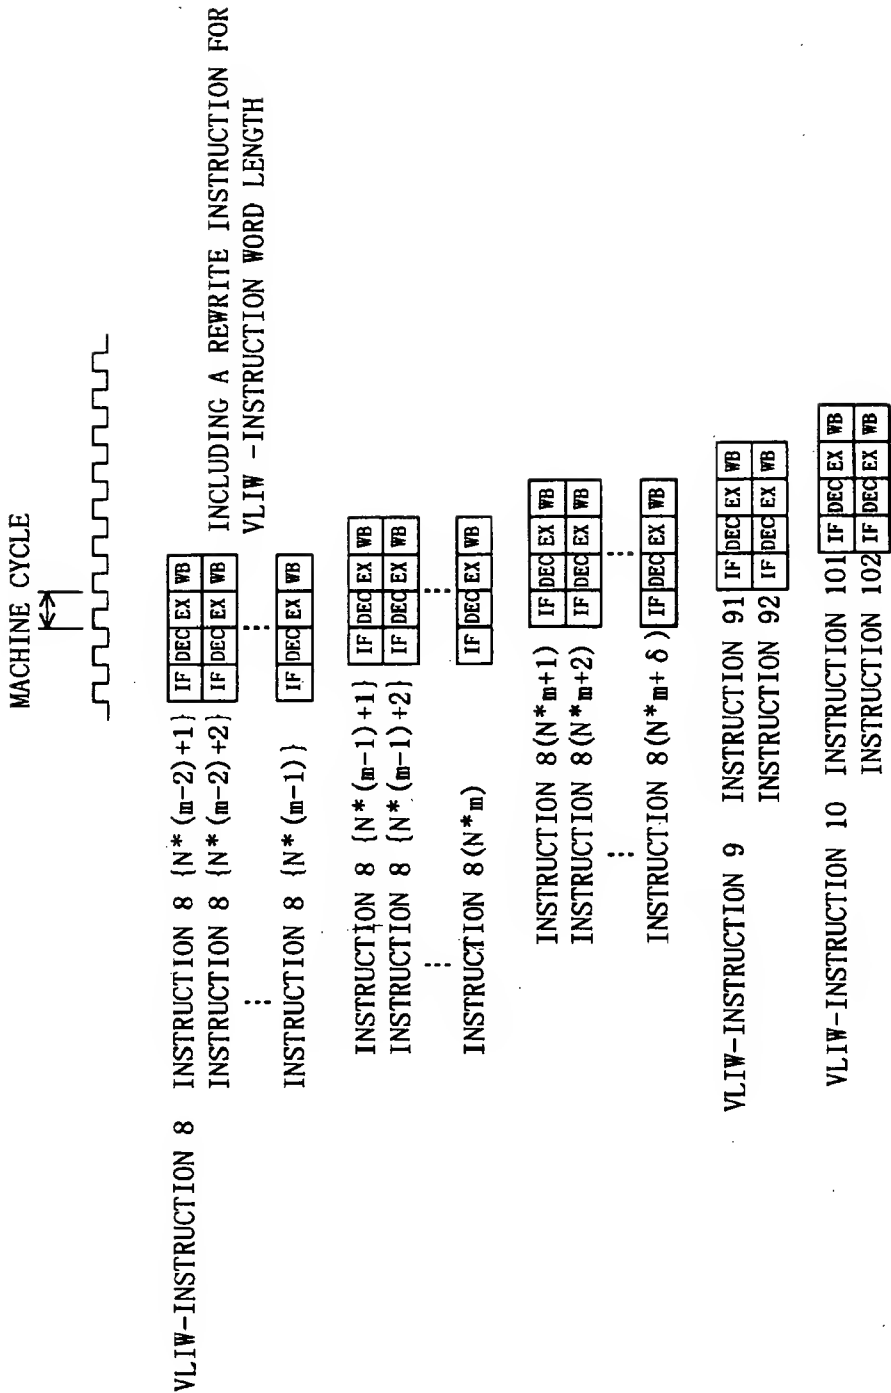 MACHINE CYCLE
VLIW-INSTRUCTION 8 INSTRUCTION 8 {N*(m-2)+1} IF DEC EX WB
INSTRUCTION 8 {N*(m-2)+2} IF DEC EX WB
INCLUDING A REWRITE INSTRUCTION FOR
VLIW -INSTRUCTION WORD LENGTH
...
INSTRUCTION 8 {N*(m-1)} IF DEC EX WB
INSTRUCTION 8 {N*(m-1)+1} IF DEC EX WB
INSTRUCTION 8 {N*(m-1)+2} IF DEC EX WB
...
INSTRUCTION 8(N*m) IF DEC EX WB
INSTRUCTION 8(N*m+1) IF DEC EX WB
INSTRUCTION 8(N*m+2) IF DEC EX WB
...
INSTRUCTION 8(N*m+δ) IF DEC EX WB
VLIW-INSTRUCTION 9 INSTRUCTION 91 IF DEC EX WB
INSTRUCTION 92 IF DEC EX WB
VLIW-INSTRUCTION 10 INSTRUCTION 101 IF DEC EX WB
INSTRUCTION 102 IF DEC EX WB